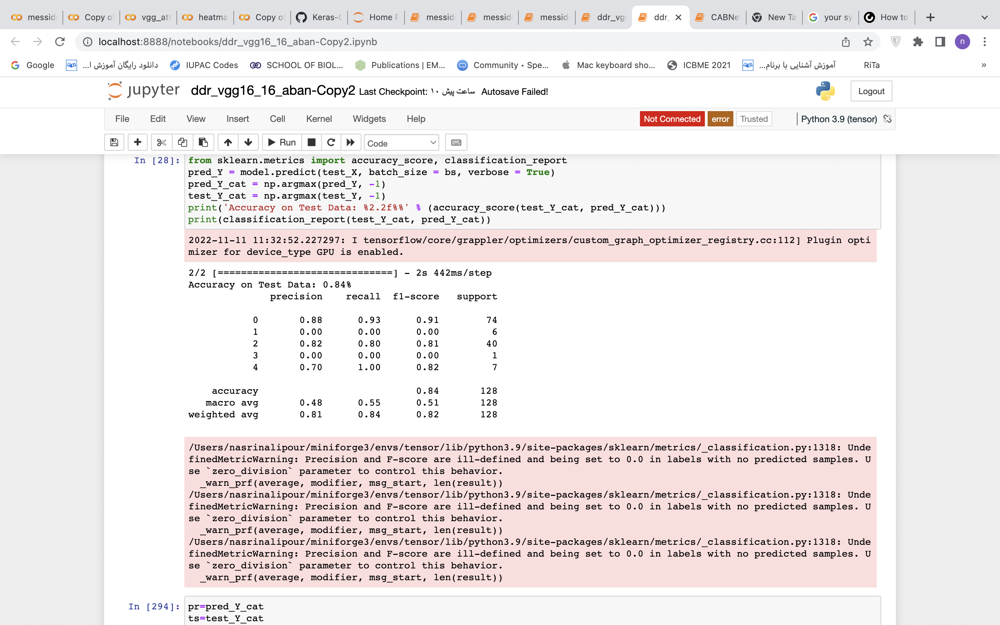 messid Copy of vgg_att heatma Copy of Keras-C Home P messid messid messid ddr_vg ddr_ CABNe New Ta your sy How to
localhost:8888/notebooks/ddr_vgg16_16_aban-Copy2.ipynb n
Google دانلود رایگان آموزش ا... IUPAC Codes SCHOOL OF BIOL... Publications | EM... Community • Spe... Mac keyboard sho... ICBME 2021 آموزش آشنایی با برنام... RiTa »
jupyter ddr_vgg16_16_aban-Copy2 Last Checkpoint: ۱۰ ساعت پیش Autosave Failed! Logout
File Edit View Insert Cell Kernel Widgets Help Not Connected error Trusted Python 3.9 (tensor)
Run Code
In [28]: from sklearn.metrics import accuracy_score, classification_report
pred_Y = model.predict(test_X, batch_size = bs, verbose = True)
pred_Y_cat = np.argmax(pred_Y, -1)
test_Y_cat = np.argmax(test_Y, -1)
print('Accuracy on Test Data: %2.2f%%' % (accuracy_score(test_Y_cat, pred_Y_cat)))
print(classification_report(test_Y_cat, pred_Y_cat))
2022-11-11 11:32:52.227297: I tensorflow/core/grappler/optimizers/custom_graph_optimizer_registry.cc:112] Plugin opti
mizer for device_type GPU is enabled.
2/2 [==============================] - 2s 442ms/step
Accuracy on Test Data: 0.84%
precision recall f1-score support
0 0.88 0.93 0.91 74
1 0.00 0.00 0.00 6
2 0.82 0.80 0.81 40
3 0.00 0.00 0.00 1
4 0.70 1.00 0.82 7
accuracy 0.84 128
macro avg 0.48 0.55 0.51 128
weighted avg 0.81 0.84 0.82 128
/Users/nasrinalipour/miniforge3/envs/tensor/lib/python3.9/site-packages/sklearn/metrics/_classification.py:1318: Unde
finedMetricWarning: Precision and F-score are ill-defined and being set to 0.0 in labels with no predicted samples. U
se `zero_division` parameter to control this behavior.
_warn_prf(average, modifier, msg_start, len(result))
/Users/nasrinalipour/miniforge3/envs/tensor/lib/python3.9/site-packages/sklearn/metrics/_classification.py:1318: Unde
finedMetricWarning: Precision and F-score are ill-defined and being set to 0.0 in labels with no predicted samples. U
se `zero_division` parameter to control this behavior.
_warn_prf(average, modifier, msg_start, len(result))
/Users/nasrinalipour/miniforge3/envs/tensor/lib/python3.9/site-packages/sklearn/metrics/_classification.py:1318: Unde
finedMetricWarning: Precision and F-score are ill-defined and being set to 0.0 in labels with no predicted samples. U
se `zero_division` parameter to control this behavior.
_warn_prf(average, modifier, msg_start, len(result))
In [294]: pr=pred_Y_cat
ts=test_Y_cat